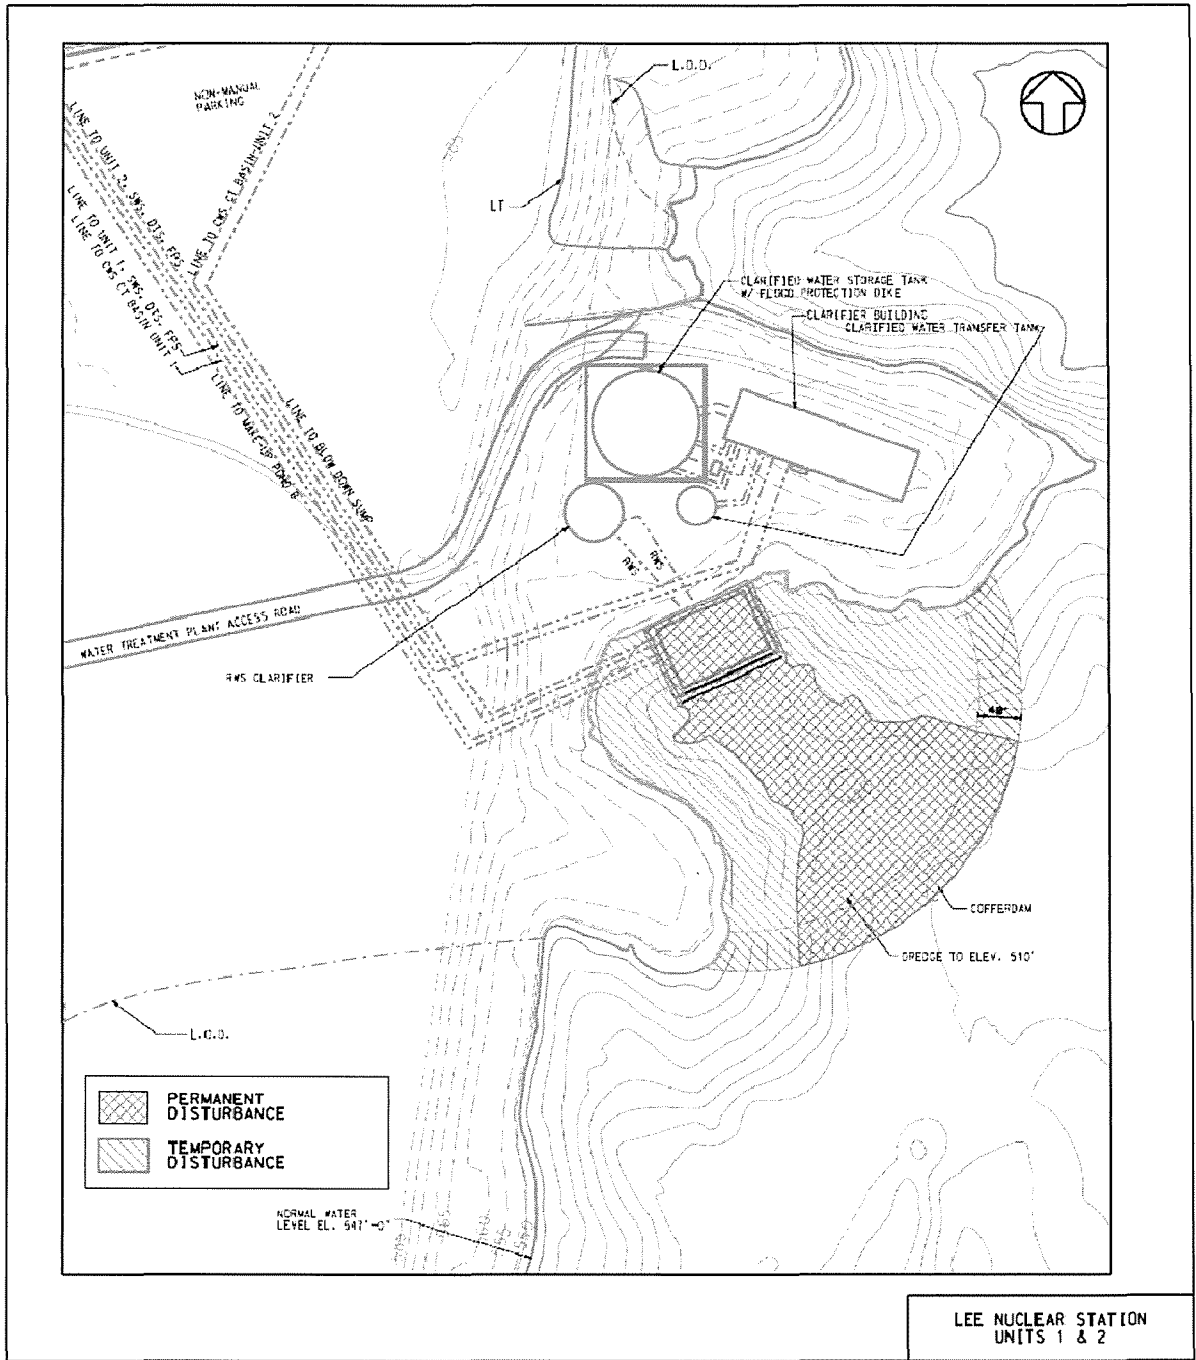 L.O.D.
NON-MANUAL
PARKING
LINE TO UNIT 2, SWS, DIS, FPS
LINE TO CWS CT BASIN-UNIT 2
LINE TO UNIT 1, SWS, DIS, FPS
LINE TO CWS CT BASIN UNIT 1
LT
CLARIFIED WATER STORAGE TANK
W/ FLOOD PROTECTION DIKE
CLARIFIER BUILDING
CLARIFIED WATER TRANSFER TANK
LINE TO BLOW DOWN SUMP
LINE TO MAKE-UP POND B
RWS
RWS
WATER TREATMENT PLANT ACCESS ROAD
RWS CLARIFIER
COFFERDAM
DREDGE TO ELEV. 510'
L.O.D.
PERMANENT
DISTURBANCE
TEMPORARY
DISTURBANCE
NORMAL WATER
LEVEL EL. 547'-0"
LEE NUCLEAR STATION
UNITS 1 & 2